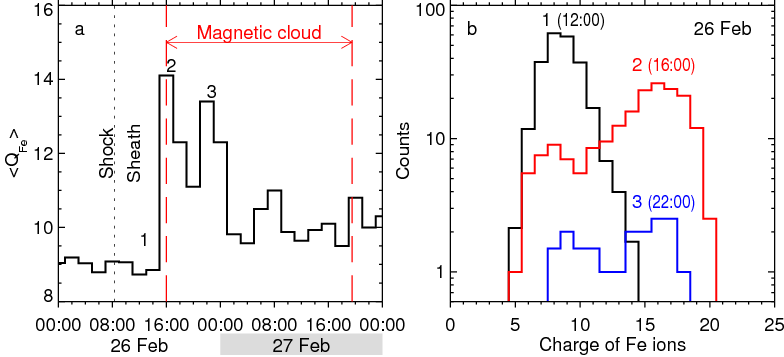 16
a
Magnetic cloud
14
2
3
12
<Q_Fe>
Shock
Sheath
1
10
8
00:00 08:00 16:00 00:00 08:00 16:00 00:00
26 Feb
27 Feb
100
1 (12:00)
b
26 Feb
2 (16:00)
10
Counts
3 (22:00)
1
0 5 10 15 20 25
Charge of Fe ions